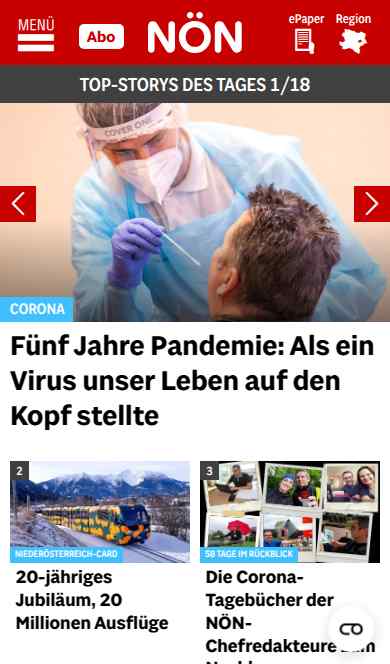 MENÜ
Abo
NÖN
ePaper
Region
TOP-STORYS DES TAGES 1/18
COVER ONE
CORONA
Fünf Jahre Pandemie: Als ein
Virus unser Leben auf den
Kopf stellte
2
NIEDERÖSTERREICH-CARD
20-jähriges
Jubiläum, 20
Millionen Ausflüge
3
58 TAGE IM RÜCKBLICK
Die Corona-
Tagebücher der
NÖN-
Chefredakteure